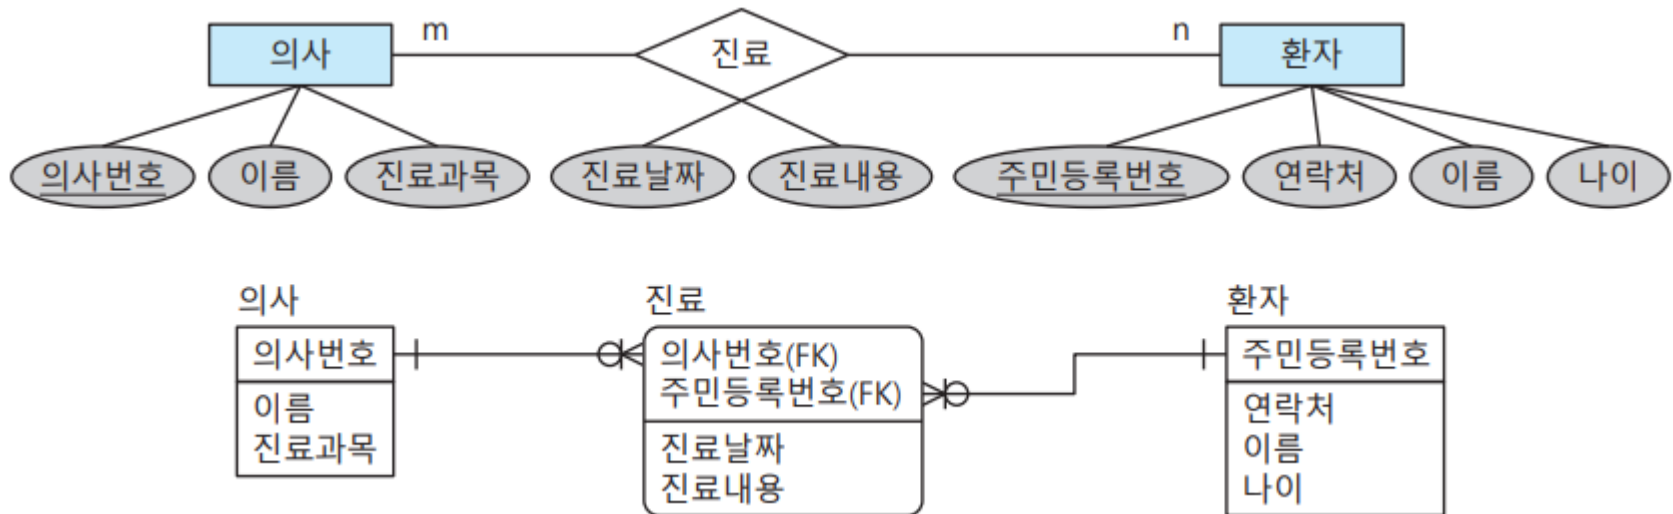 의사 m 진료 n 환자
의사번호 이름 진료과목 진료날짜 진료내용 주민등록번호 연락처 이름 나이
의사
의사번호
이름
진료과목
진료
의사번호(FK)
주민등록번호(FK)
진료날짜
진료내용
환자
주민등록번호
연락처
이름
나이